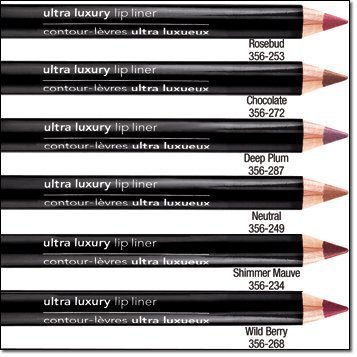 ultra luxury lip liner
contour-lèvres ultra luxueux
Rosebud
356-253
ultra luxury lip liner
contour-lèvres ultra luxueux
Chocolate
356-272
ultra luxury lip liner
contour-lèvres ultra luxueux
Deep Plum
356-287
ultra luxury lip liner
contour-lèvres ultra luxueux
Neutral
356-249
ultra luxury lip liner
contour-lèvres ultra luxueux
Shimmer Mauve
356-234
ultra luxury lip liner
contour-lèvres ultra luxueux
Wild Berry
356-268